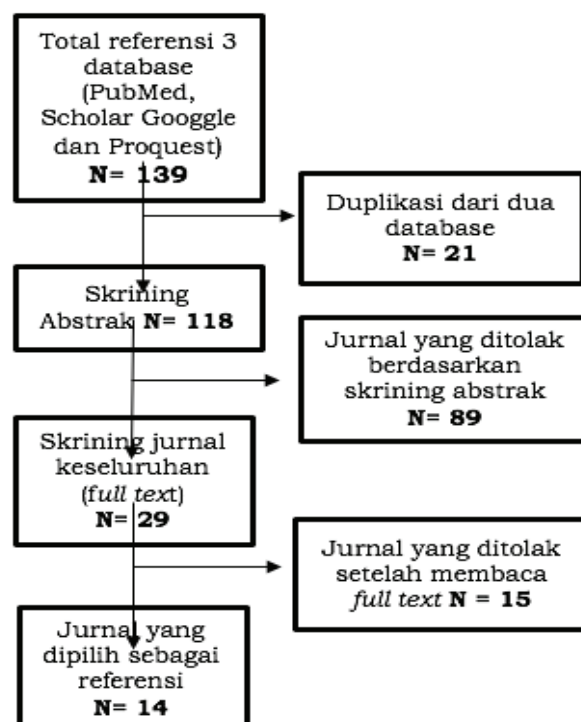 Total referensi 3
database
(PubMed,
Scholar Googgle
dan Proquest)
N= 139
Duplikasi dari dua
database
N= 21
Skrining
Abstrak N= 118
Jurnal yang ditolak
berdasarkan
skrining abstrak
N= 89
Skrining jurnal
keseluruhan
(full text)
N= 29
Jurnal yang ditolak
setelah membaca
full text N = 15
Jurnal yang
dipilih sebagai
referensi
N= 14